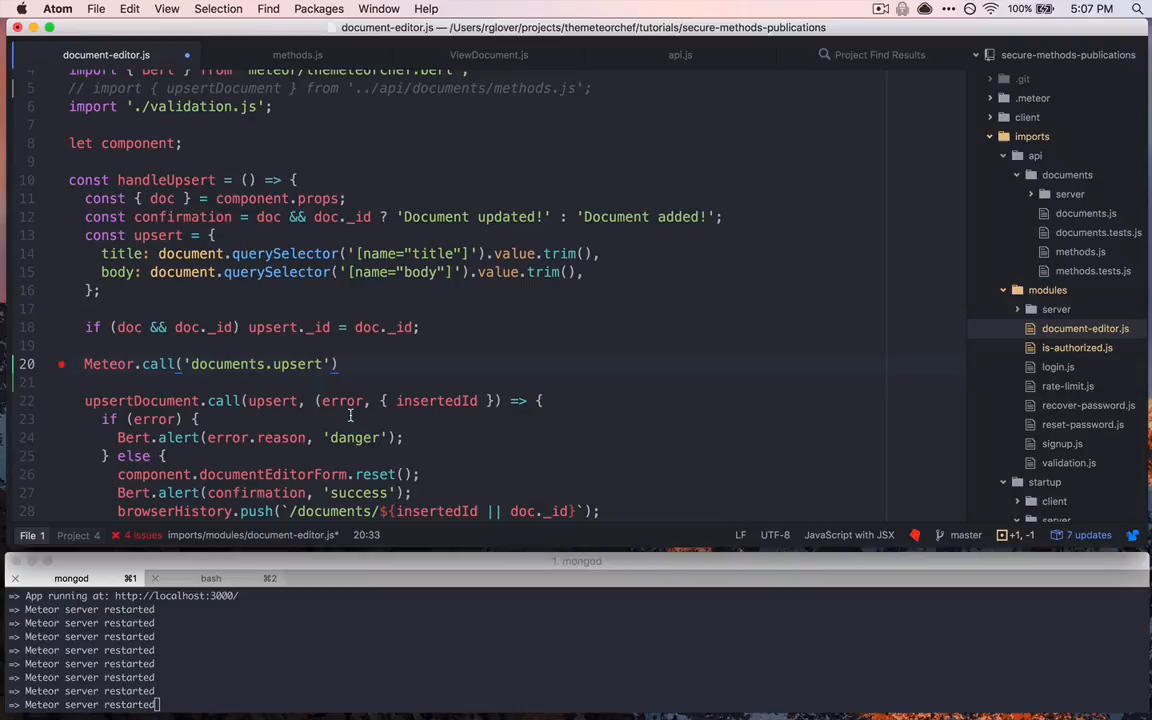 Atom File Edit View Selection Find Packages Window Help 100% 5:07 PM
document-editor.js — /Users/rglover/projects/themeteorchef/tutorials/secure-methods-publications
document-editor.js methods.js ViewDocument.js api.js Project Find Results secure-methods-publications
4 import { Bert } from 'meteor/themeteorchef:bert';
5 // import { upsertDocument } from '../api/documents/methods.js';
6 import './validation.js';
7
8 let component;
9
10 const handleUpsert = () => {
11 const { doc } = component.props;
12 const confirmation = doc && doc._id ? 'Document updated!' : 'Document added!';
13 const upsert = {
14 title: document.querySelector('[name="title"]').value.trim(),
15 body: document.querySelector('[name="body"]').value.trim(),
16 };
17
18 if (doc && doc._id) upsert._id = doc._id;
19
20 Meteor.call('documents.upsert')
21
22 upsertDocument.call(upsert, (error, { insertedId }) => {
23 if (error) {
24 Bert.alert(error.reason, 'danger');
25 } else {
26 component.documentEditorForm.reset();
27 Bert.alert(confirmation, 'success');
28 browserHistory.push(`/documents/${insertedId || doc._id}`);
.git
.meteor
client
imports
api
documents
server
documents.js
documents.tests.js
methods.js
methods.tests.js
modules
server
document-editor.js
is-authorized.js
login.js
rate-limit.js
recover-password.js
reset-password.js
signup.js
validation.js
startup
client
server
File 1 Project 4 4 issues imports/modules/document-editor.js* 20:33 LF UTF-8 JavaScript with JSX master +1, -1 7 updates
1. mongod
mongod ⌘1 bash ⌘2
=> App running at: http://localhost:3000/
=> Meteor server restarted
=> Meteor server restarted
=> Meteor server restarted
=> Meteor server restarted
=> Meteor server restarted
=> Meteor server restarted
=> Meteor server restarted
=> Meteor server restarted